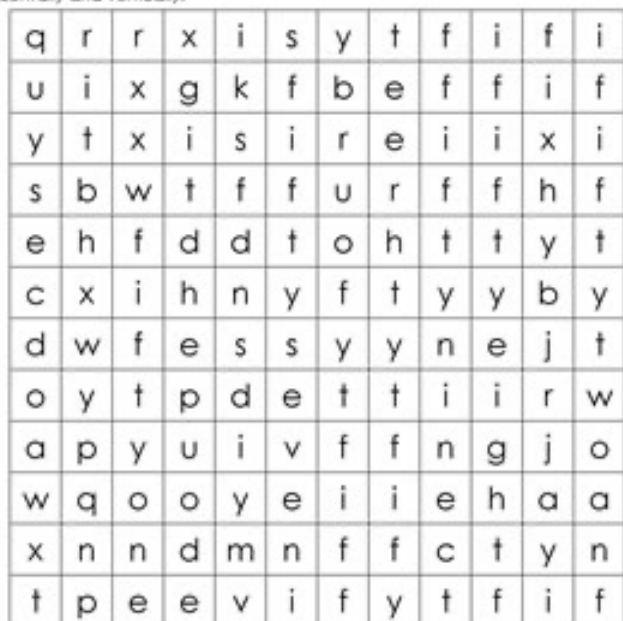 q r r x i s y t f i f i
u i x g k f b e f f i f
y t x i s i r e i i x i
s b w t f f u r f f h f
e h f d d t o h t t y t
c x i h n y f t y y b y
d w f e s s y y n e j t
o y t p d e t t i i r w
a p y u i v f f n g j o
w q o o y e i i e h a a
x n n d m n f f c t y n
t p e e v i f y t f i f